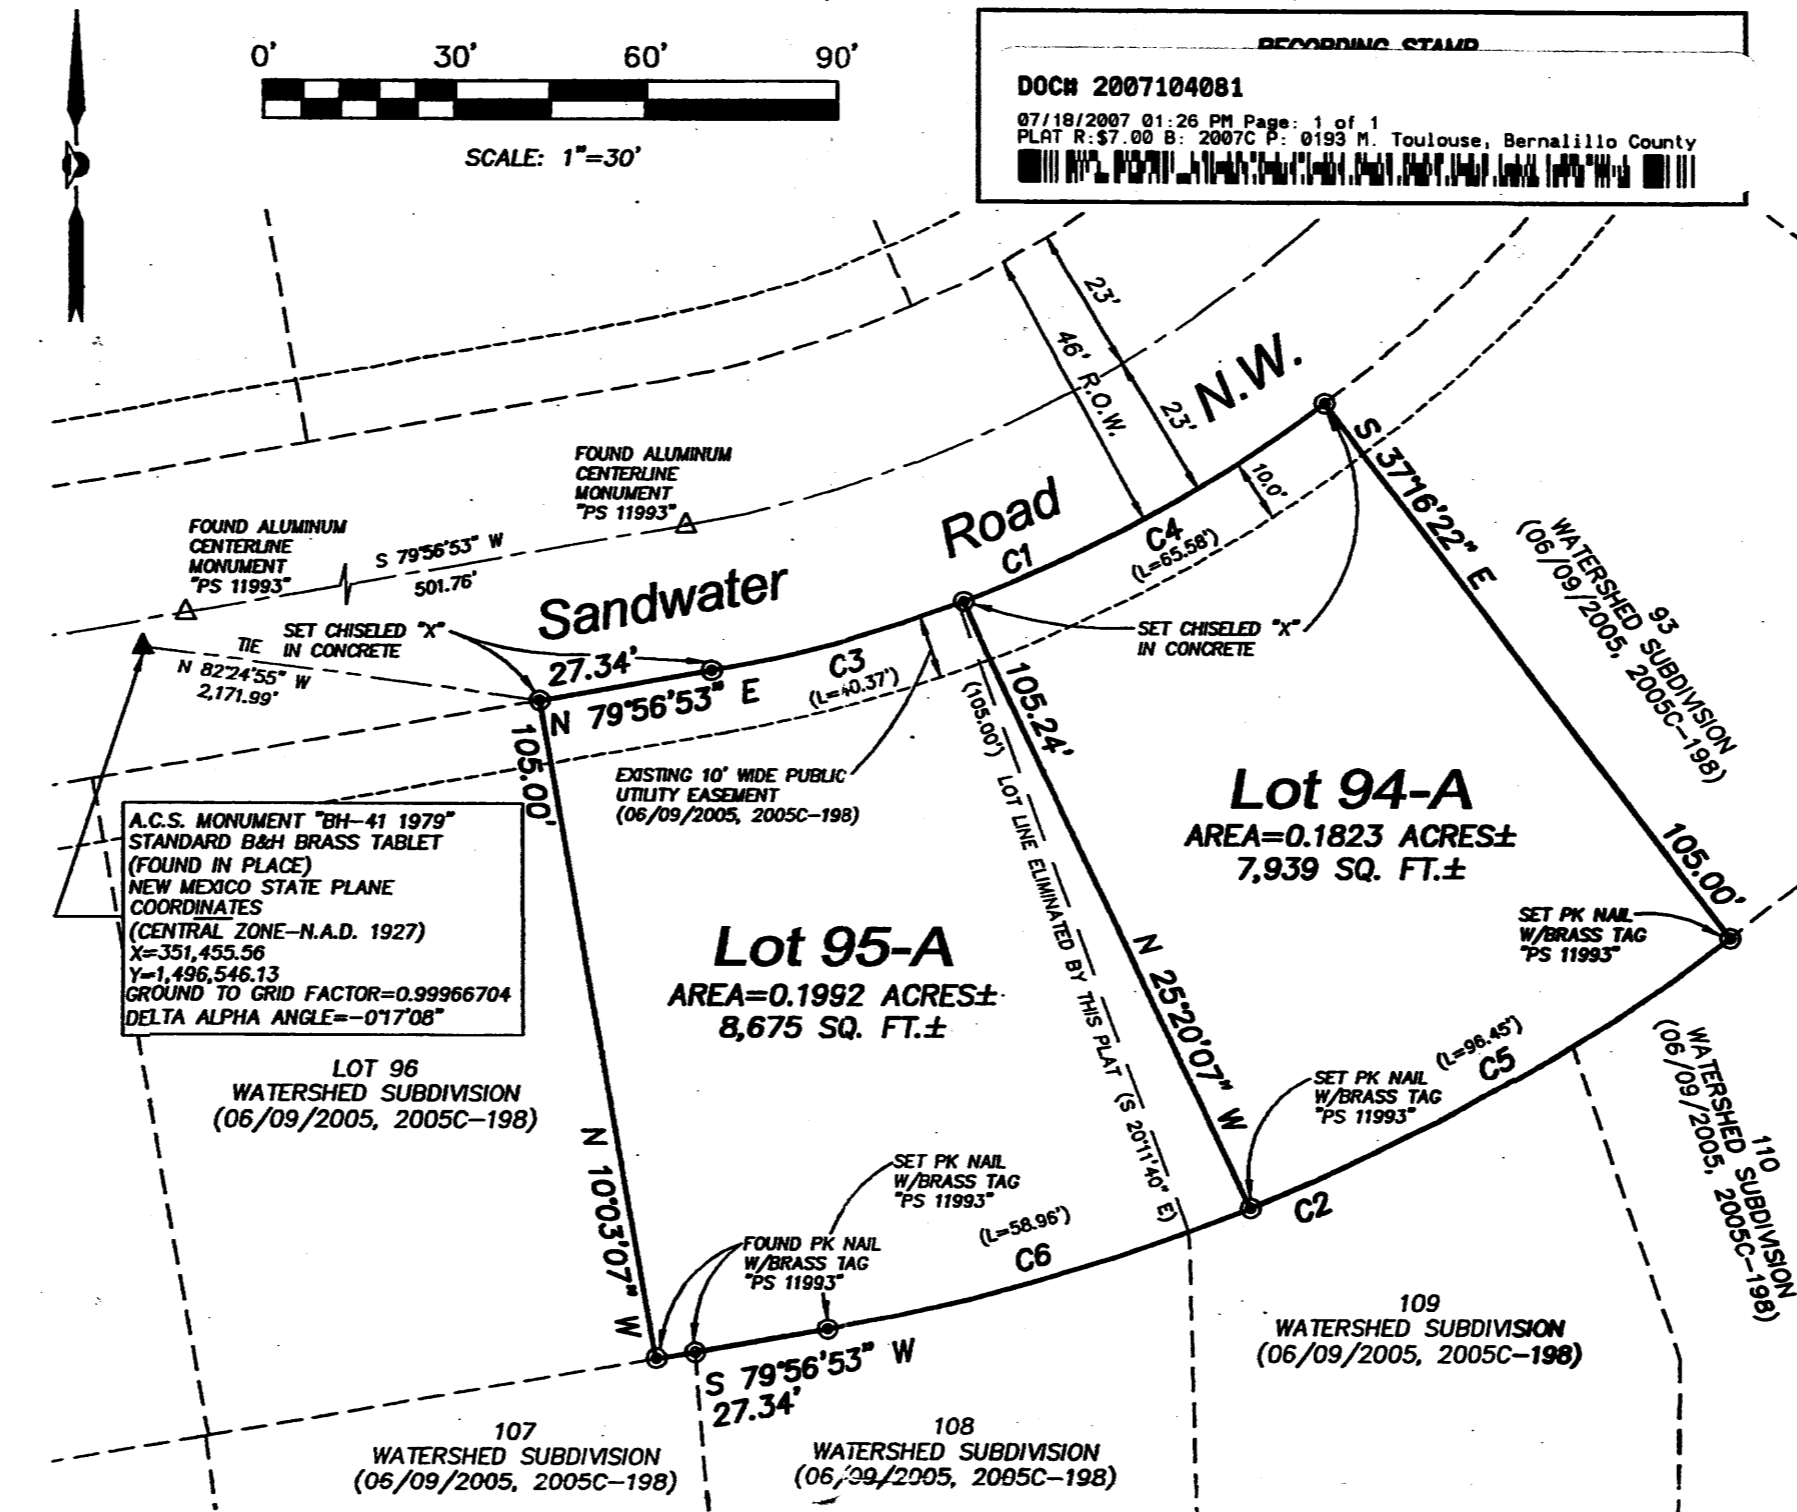 0' 30' 60' 90'
SCALE: 1"=30'
RECORDING STAMP
DOC# 2007104081
07/18/2007 01:26 PM Page: 1 of 1
PLAT R:$7.00 B: 2007C P: 0193 M. Toulouse, Bernalillo County
23'
46' R.O.W.
23'
Sandwater Road N.W.
10.0'
FOUND ALUMINUM
CENTERLINE
MONUMENT
"PS 11993"
FOUND ALUMINUM
CENTERLINE
MONUMENT
"PS 11993"
S 79°56'53" W
501.76'
SET CHISELED "X"
IN CONCRETE
TIE
N 82°24'55" W
2,171.99'
27.34'
N 79°56'53" E
C3
(L=40.37')
C1
C4
(L=65.58')
SET CHISELED "X"
IN CONCRETE
S 37°16'22" E
105.00'
93
WATERSHED SUBDIVISION
(06/09/2005, 2005C-198)
105.00'
N 10°03'07" W
EXISTING 10' WIDE PUBLIC
UTILITY EASEMENT
(06/09/2005, 2005C-198)
105.24'
N 25°20'07" W
(105.00') LOT LINE ELIMINATED BY THIS PLAT (S 20°11'40" E)
Lot 94-A
AREA=0.1823 ACRES±
7,939 SQ. FT.±
A.C.S. MONUMENT "BH-41 1979"
STANDARD B&H BRASS TABLET
(FOUND IN PLACE)
NEW MEXICO STATE PLANE
COORDINATES
(CENTRAL ZONE-N.A.D. 1927)
X=351,455.56
Y=1,496,546.13
GROUND TO GRID FACTOR=0.99966704
DELTA ALPHA ANGLE=-0°17'08"
Lot 95-A
AREA=0.1992 ACRES±
8,675 SQ. FT.±
SET PK NAIL
W/BRASS TAG
"PS 11993"
LOT 96
WATERSHED SUBDIVISION
(06/09/2005, 2005C-198)
SET PK NAIL
W/BRASS TAG
"PS 11993"
(L=96.45')
C5
C2
110
WATERSHED SUBDIVISION
(06/09/2005, 2005C-198)
SET PK NAIL
W/BRASS TAG
"PS 11993"
FOUND PK NAIL
W/BRASS TAG
"PS 11993"
(L=58.96')
C6
S 79°56'53" W
27.34'
109
WATERSHED SUBDIVISION
(06/09/2005, 2005C-198)
107
WATERSHED SUBDIVISION
(06/09/2005, 2005C-198)
108
WATERSHED SUBDIVISION
(06/09/2005, 2005C-198)